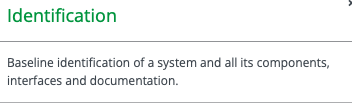 Identification
Baseline identification of a system and all its components,
interfaces and documentation.